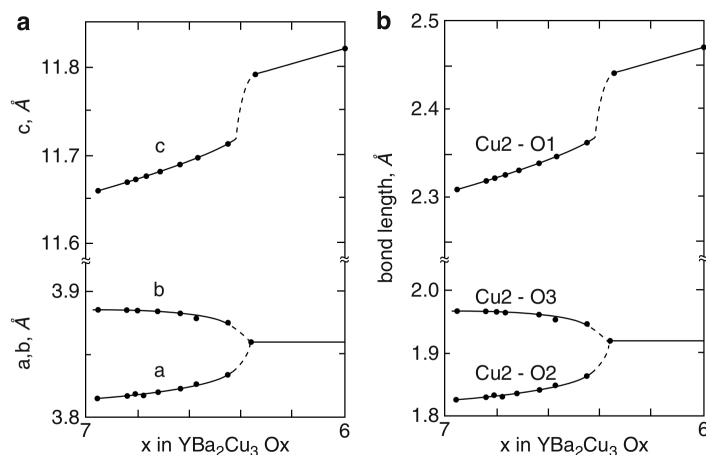 a
11.8
11.7
11.6
3.9
3.8
c, Å
a,b, Å
c
b
a
7
6
x in YBa₂Cu₃ Ox
b
2.5
2.4
2.3
2.0
1.9
1.8
bond length, Å
Cu2 - O1
Cu2 - O3
Cu2 - O2
7
6
x in YBa₂Cu₃ Ox